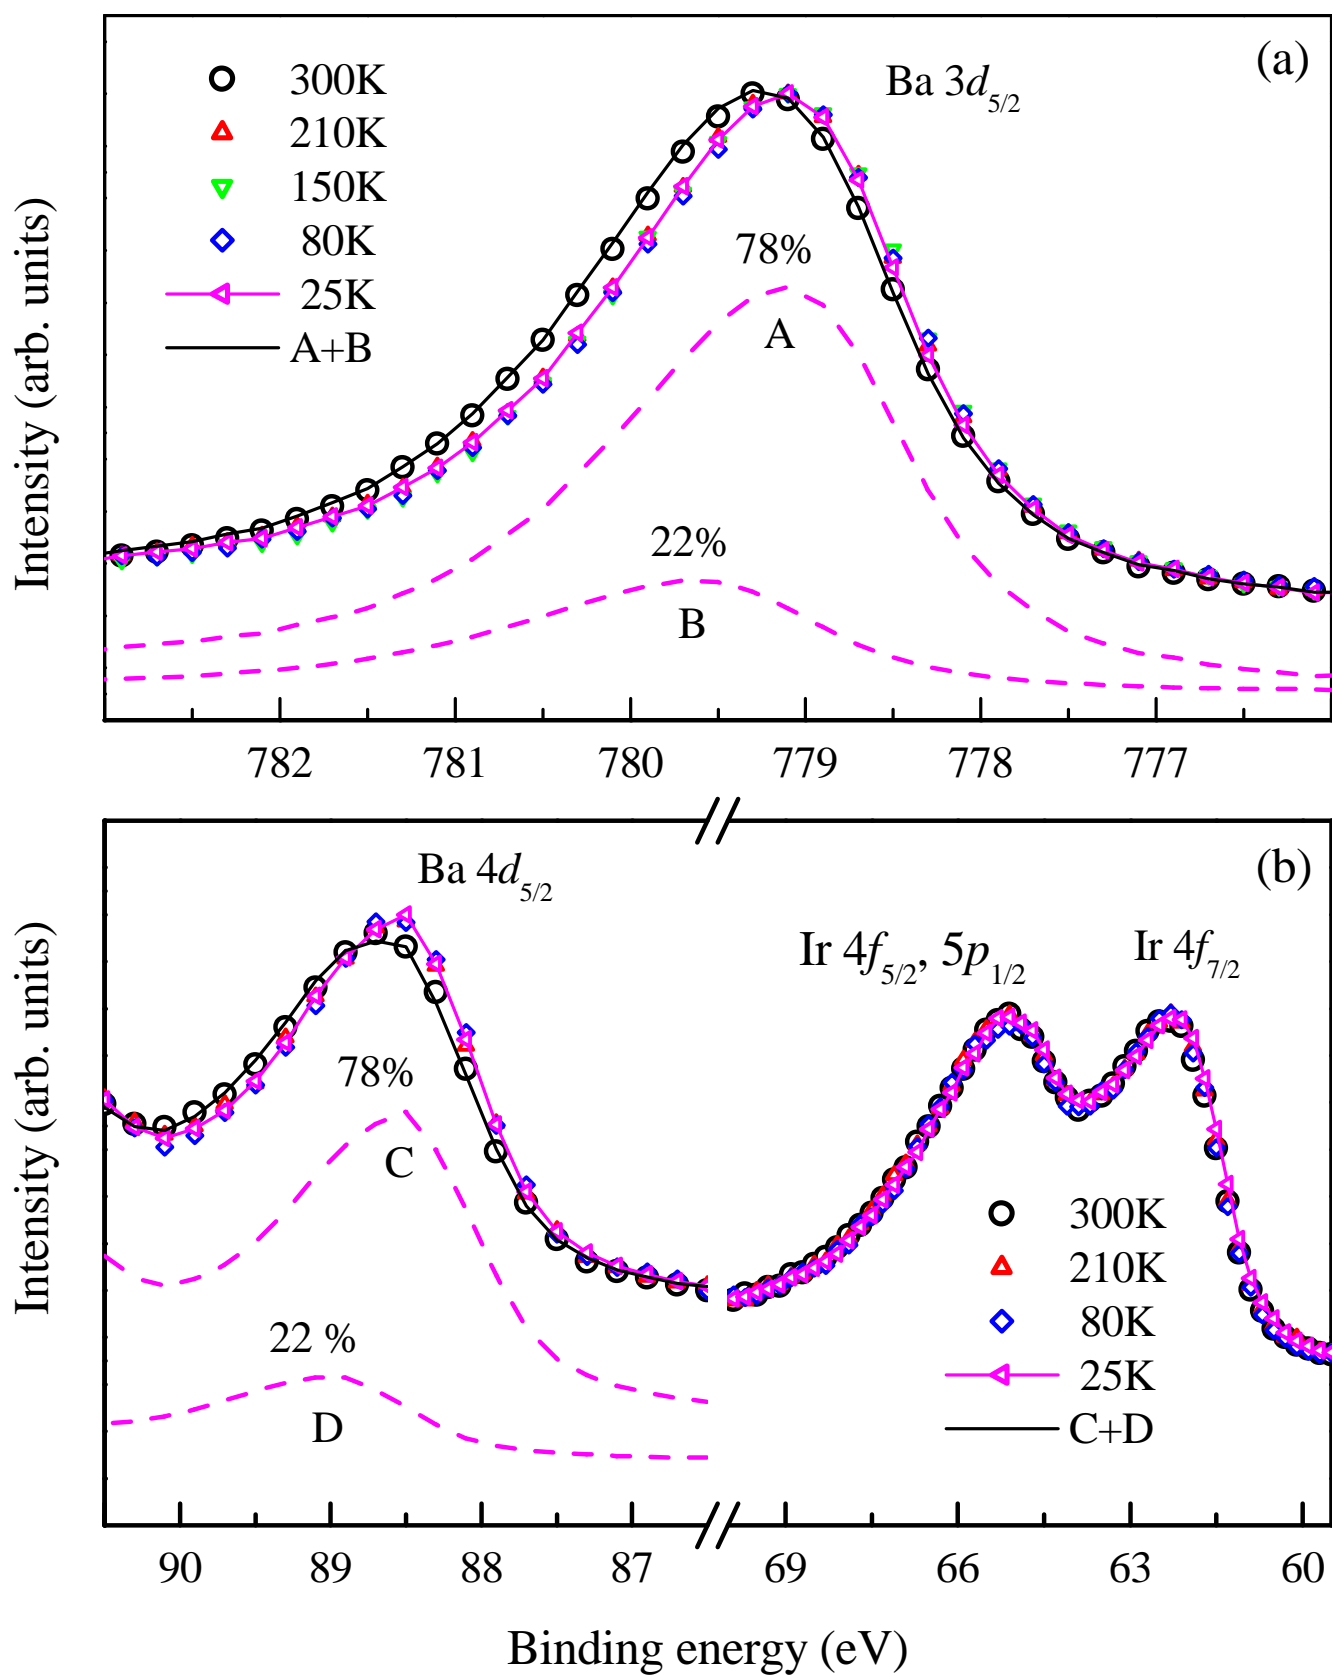 (a)
Ba 3d5/2
300K
210K
150K
80K
25K
A+B
78%
A
22%
B
Intensity (arb. units)
782 781 780 779 778 777
(b)
Ba 4d5/2
Ir 4f5/2, 5p1/2
Ir 4f7/2
78%
C
22 %
D
300K
210K
80K
25K
C+D
Intensity (arb. units)
90 89 88 87 69 66 63 60
Binding energy (eV)